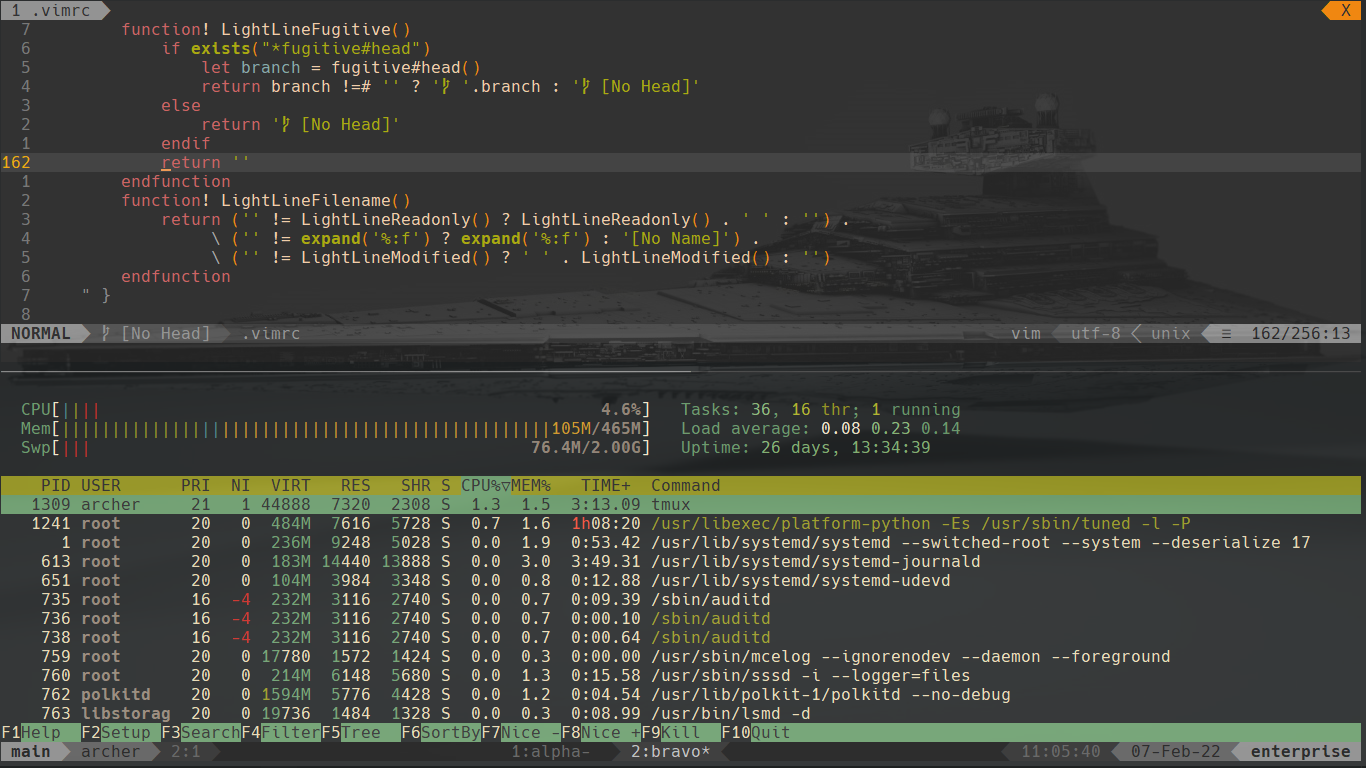 1 .vimrc X
7 function! LightLineFugitive()
6 if exists("*fugitive#head")
5 let branch = fugitive#head()
4 return branch !=# '' ? ' '.branch : ' [No Head]'
3 else
2 return ' [No Head]'
1 endif
162 return ''
1 endfunction
2 function! LightLineFilename()
3 return ('' != LightLineReadonly() ? LightLineReadonly() . ' ' : '') .
4 \ ('' != expand('%:f') ? expand('%:f') : '[No Name]') .
5 \ ('' != LightLineModified() ? ' ' . LightLineModified() : '')
6 endfunction
7 " }
8
NORMAL [No Head] .vimrc vim utf-8 unix ≡ 162/256:13
CPU[|||| 4.6%] Tasks: 36, 16 thr; 1 running
Mem[|||||||||||||||||||||||||||||||||||||||||||||||||105M/465M] Load average: 0.08 0.23 0.14
Swp[||| 76.4M/2.00G] Uptime: 26 days, 13:34:39
PID USER PRI NI VIRT RES SHR S CPU%▽MEM% TIME+ Command
1309 archer 21 1 44888 7320 2308 S 1.3 1.5 3:13.09 tmux
1241 root 20 0 484M 7616 5728 S 0.7 1.6 1h08:20 /usr/libexec/platform-python -Es /usr/sbin/tuned -l -P
1 root 20 0 236M 9248 5028 S 0.0 1.9 0:53.42 /usr/lib/systemd/systemd --switched-root --system --deserialize 17
613 root 20 0 183M 14440 13888 S 0.0 3.0 3:49.31 /usr/lib/systemd/systemd-journald
651 root 20 0 104M 3984 3348 S 0.0 0.8 0:12.88 /usr/lib/systemd/systemd-udevd
735 root 16 -4 232M 3116 2740 S 0.0 0.7 0:09.39 /sbin/auditd
736 root 16 -4 232M 3116 2740 S 0.0 0.7 0:00.10 /sbin/auditd
738 root 16 -4 232M 3116 2740 S 0.0 0.7 0:00.64 /sbin/auditd
759 root 20 0 17780 1572 1424 S 0.0 0.3 0:00.00 /usr/sbin/mcelog --ignorenodev --daemon --foreground
760 root 20 0 214M 6148 5680 S 0.0 1.3 0:15.58 /usr/sbin/sssd -i --logger=files
762 polkitd 20 0 1594M 5776 4428 S 0.0 1.2 0:04.54 /usr/lib/polkit-1/polkitd --no-debug
763 libstorag 20 0 19736 1484 1328 S 0.0 0.3 0:08.99 /usr/bin/lsmd -d
F1Help F2Setup F3SearchF4FilterF5Tree F6SortByF7Nice -F8Nice +F9Kill F10Quit
main archer 2:1 1:alpha- 2:bravo* 11:05:40 07-Feb-22 enterprise